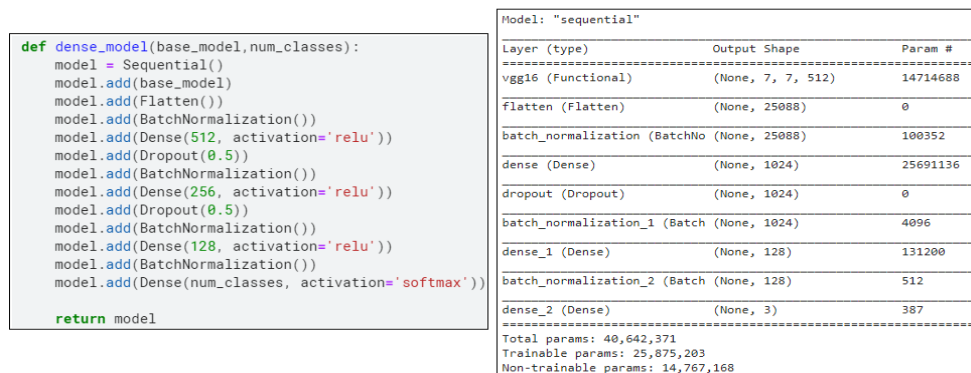 def dense_model(base_model,num_classes):
model = Sequential()
model.add(base_model)
model.add(Flatten())
model.add(BatchNormalization())
model.add(Dense(512, activation='relu'))
model.add(Dropout(0.5))
model.add(BatchNormalization())
model.add(Dense(256, activation='relu'))
model.add(Dropout(0.5))
model.add(BatchNormalization())
model.add(Dense(128, activation='relu'))
model.add(BatchNormalization())
model.add(Dense(num_classes, activation='softmax'))
return model
Model: "sequential"
Layer (type) Output Shape Param #
vgg16 (Functional) (None, 7, 7, 512) 14714688
flatten (Flatten) (None, 25088) 0
batch_normalization (BatchNo (None, 25088) 100352
dense (Dense) (None, 1024) 25691136
dropout (Dropout) (None, 1024) 0
batch_normalization_1 (Batch (None, 1024) 4096
dense_1 (Dense) (None, 128) 131200
batch_normalization_2 (Batch (None, 128) 512
dense_2 (Dense) (None, 3) 387
Total params: 40,642,371
Trainable params: 25,875,203
Non-trainable params: 14,767,168